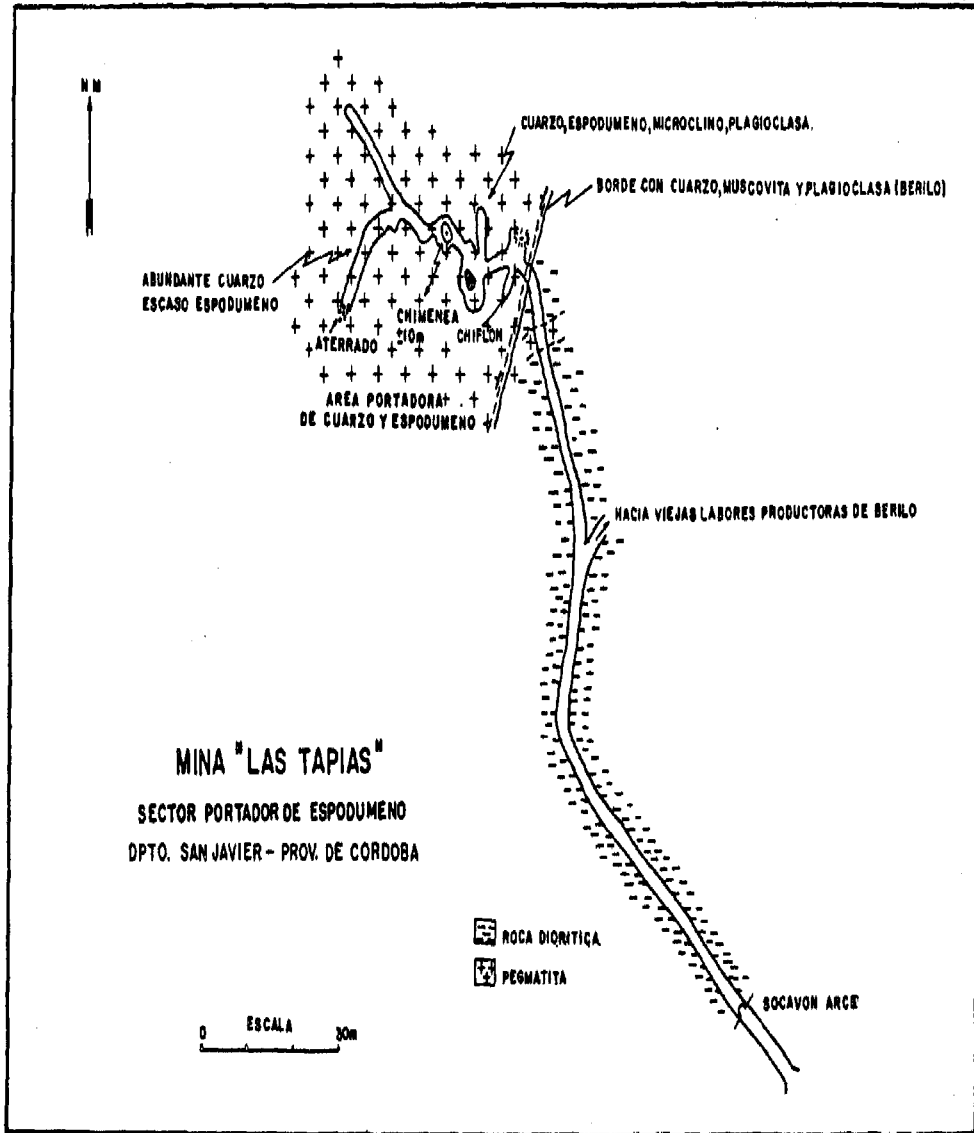 NM
CUARZO, ESPODUMENO, MICROCLINO, PLAGIOCLASA.
BORDE CON CUARZO, MUSCOVITA Y PLAGIOCLASA (BERILO)
ABUNDANTE CUARZO
ESCASO ESPODUMENO
CHIMENEA
±10m
ATERRADO
CHIFLON
AREA PORTADORA
DE CUARZO Y ESPODUMENO
HACIA VIEJAS LABORES PRODUCTORAS DE BERILO
MINA "LAS TAPIAS"
SECTOR PORTADOR DE ESPODUMENO
DPTO. SAN JAVIER - PROV. DE CORDOBA
ROCA DIORITICA
PEGMATITA
SOCAVON ARCE
ESCALA
0 30m